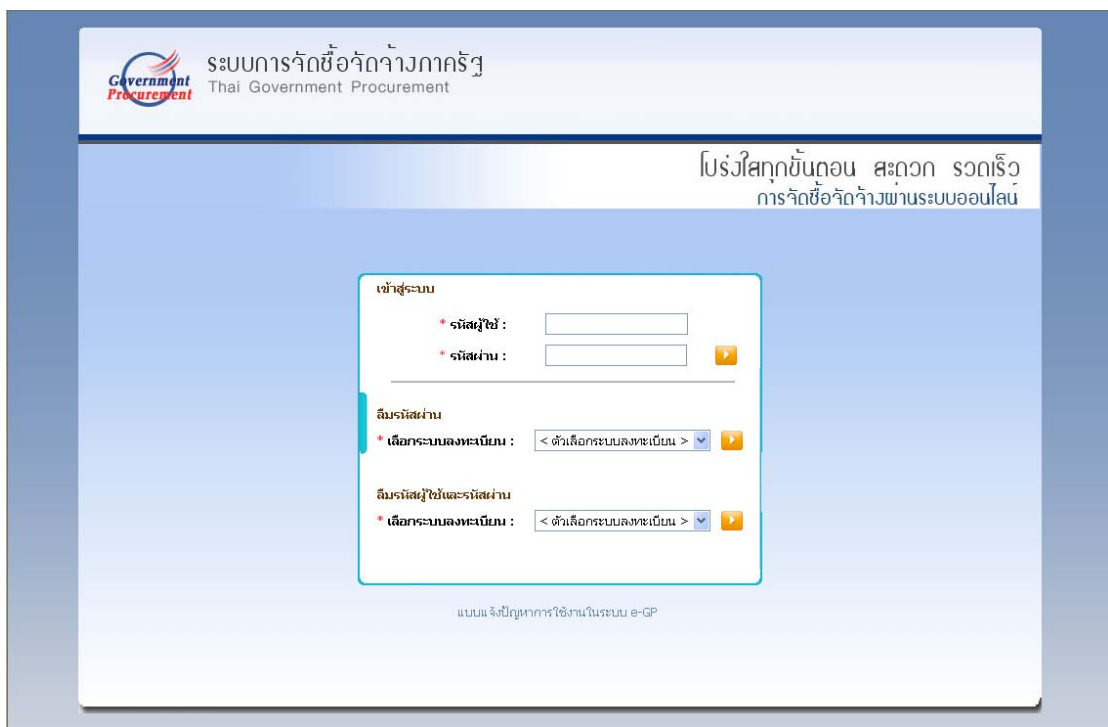 Government
Procurement
ระบบการจัดซื้อจัดจ้างภาครัฐ
Thai Government Procurement
โปร่งใสทุกขั้นตอน สะดวก รวดเร็ว
การจัดซื้อจัดจ้างผ่านระบบออนไลน์
เข้าสู่ระบบ
* รหัสผู้ใช้ :
* รหัสผ่าน :
ลืมรหัสผ่าน
* เลือกระบบลงทะเบียน : < ตัวเลือกระบบลงทะเบียน >
ลืมรหัสผู้ใช้และรหัสผ่าน
* เลือกระบบลงทะเบียน : < ตัวเลือกระบบลงทะเบียน >
แบบแจ้งปัญหาการใช้งานในระบบ e-GP